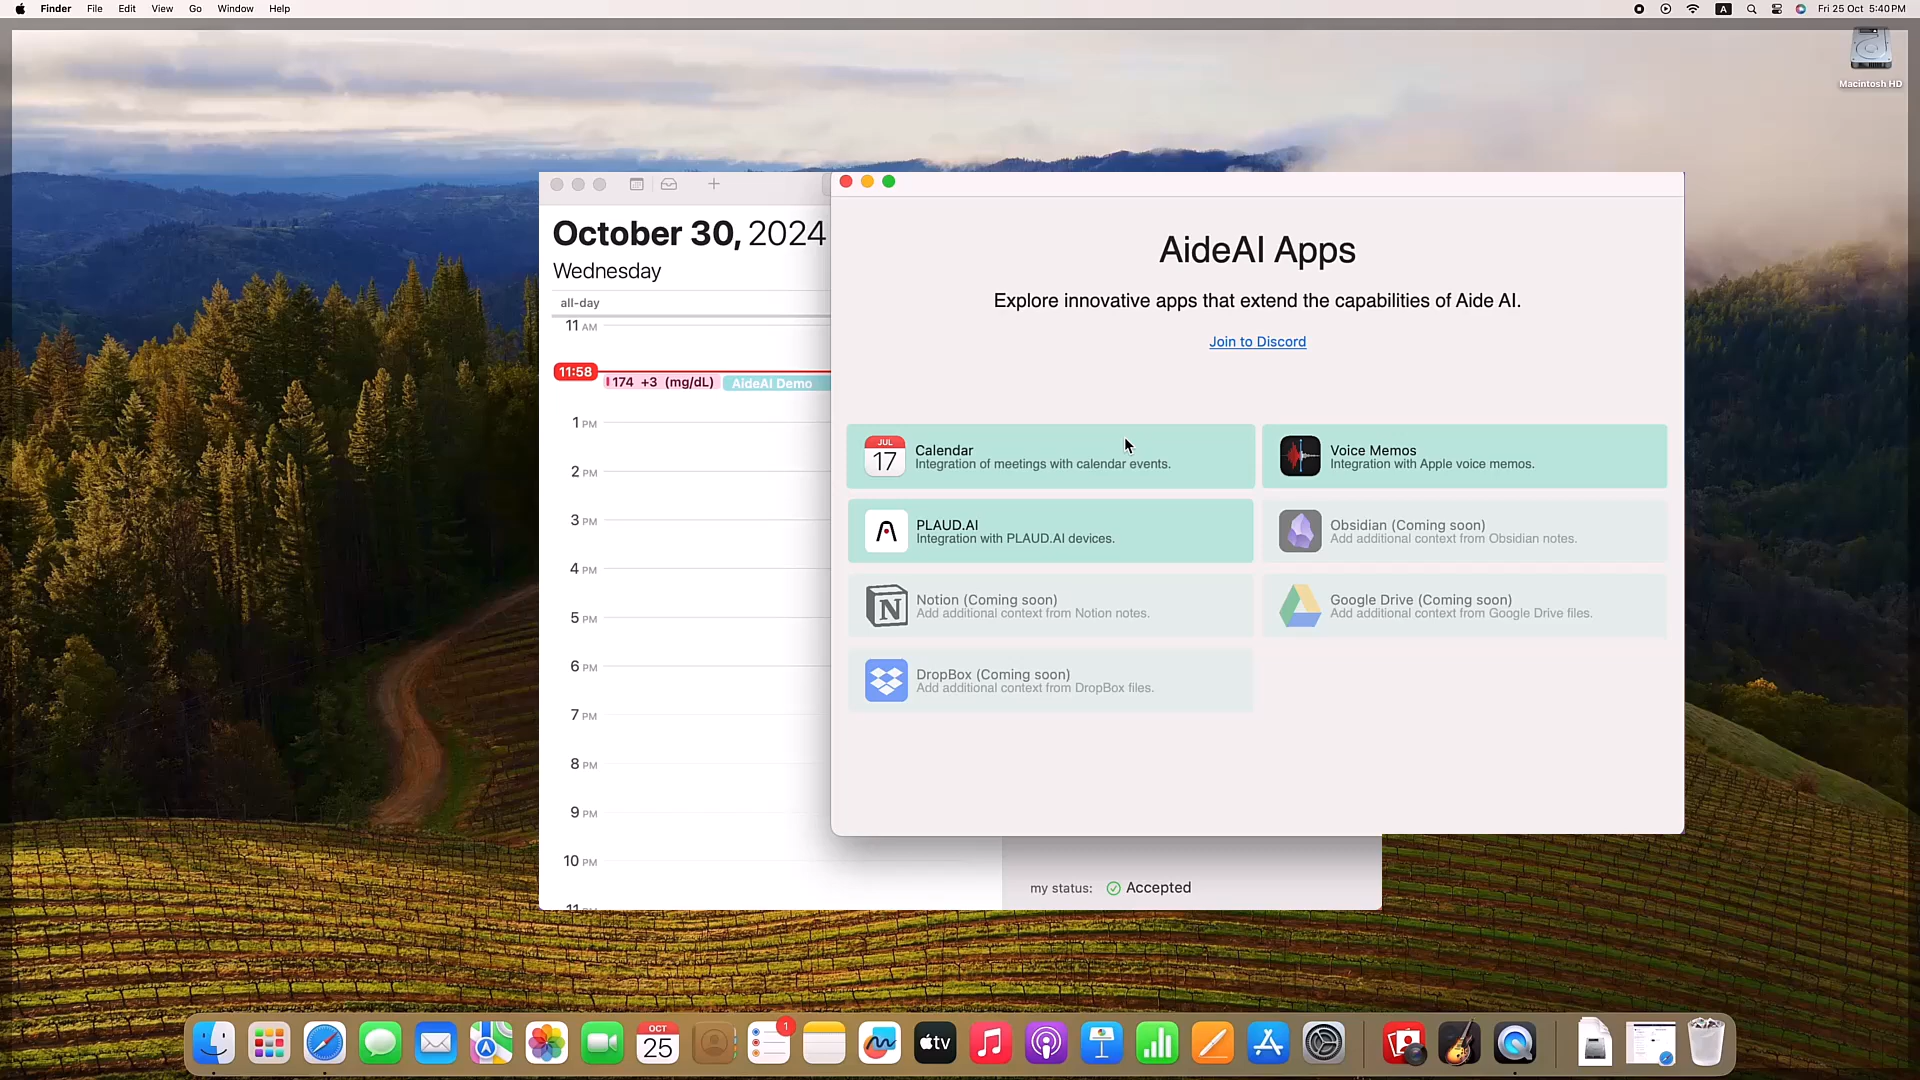 Finder File Edit View Go Window Help
A Fri 25 Oct 5:40 PM
Macintosh HD
October 30, 2024
Wednesday
all-day
11 AM
11:58
174 +3 (mg/dL) AideAI Demo
1 PM
2 PM
3 PM
4 PM
5 PM
6 PM
7 PM
8 PM
9 PM
10 PM
my status: Accepted
AideAI Apps
Explore innovative apps that extend the capabilities of Aide AI.
Join to Discord
JUL
17
Calendar
Integration of meetings with calendar events.
Voice Memos
Integration with Apple voice memos.
PLAUD.AI
Integration with PLAUD.AI devices.
Obsidian (Coming soon)
Add additional context from Obsidian notes.
Notion (Coming soon)
Add additional context from Notion notes.
Google Drive (Coming soon)
Add additional context from Google Drive files.
DropBox (Coming soon)
Add additional context from DropBox files.
OCT
25
1
tv